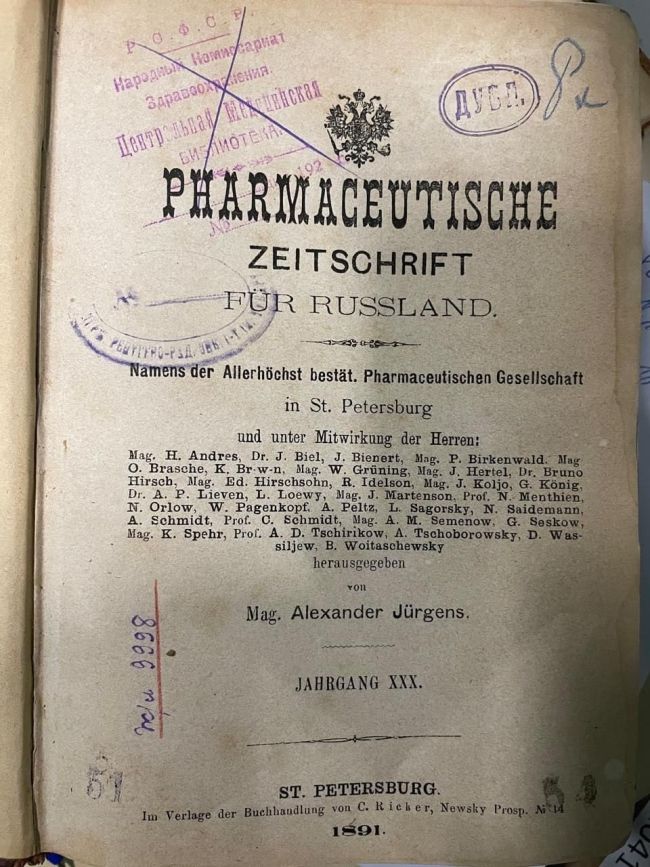 Р. С. Ф. С. Р.
Народный Комиссариат
Здравоохранения.
Центральная Медицинская
БИБЛИОТЕКА.
192
№
ДУБЛ.
PHARMACEUTISCHE
ZEITSCHRIFT
FÜR RUSSLAND.
Namens der Allerhöchst bestät. Pharmaceutischen Gesellschaft
in St. Petersburg
und unter Mitwirkung der Herren:
Mag. H. Andres, Dr. J. Biel, J. Bienert, Mag. P. Birkenwald. Mag
O. Brasche, K. Br-w-n, Mag. W. Grüning, Mag. J. Hertel, Dr. Bruno
Hirsch, Mag. Ed. Hirschsohn, R. Idelson, Mag. J. Koljo, G. König,
Dr. A. P. Lieven, L. Loewy, Mag. J. Martenson, Prof. N. Menthien,
N. Orlow, W. Pagenkopf, A. Peltz, L. Sagorsky, N. Saidemann,
A. Schmidt, Prof. C. Schmidt, Mag. A. M. Semenow, G. Seskow,
Mag. K. Spehr, Prof. A. D. Tschirikow, A. Tschoborowsky, D. Was-
siljew, B. Woitaschewsky
herausgegeben
von
Mag. Alexander Jürgens.
9998
JAHRGANG XXX.
51
ST. PETERSBURG.
Im Verlage der Buchhandlung von C. Ricker, Newsky Prosp. № 14
1891.